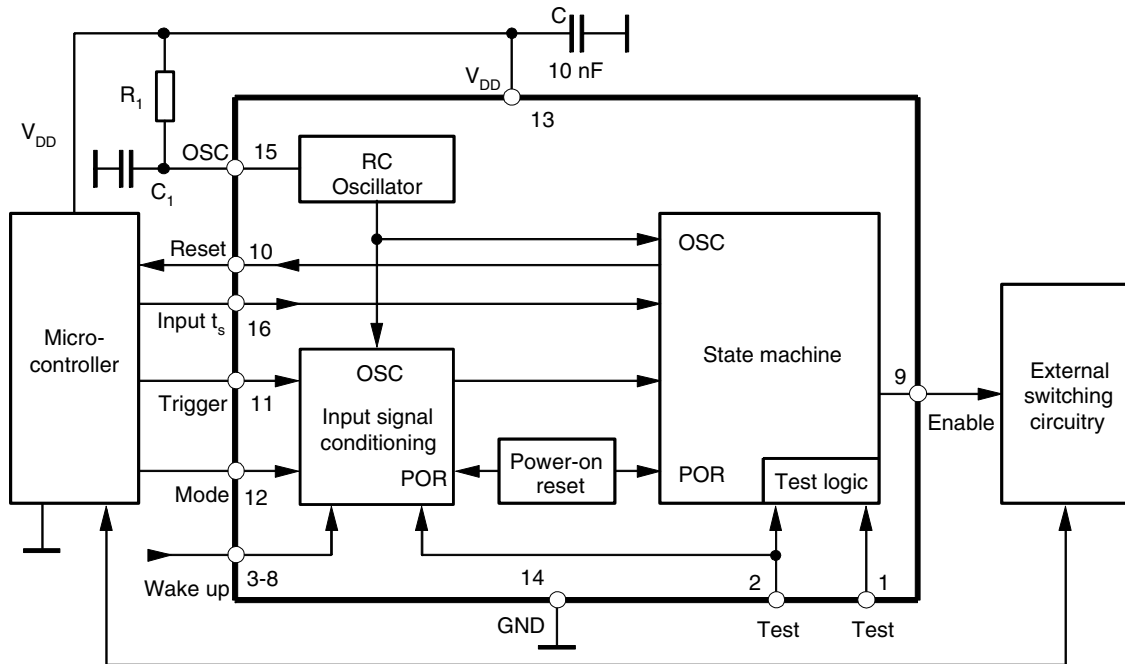 C
10 nF
V_DD
13
R_1
V_DD
OSC
15
C_1
RC
Oscillator
Reset
10
OSC
Input t_s
16
Micro-
controller
State machine
OSC
Trigger
11
Input signal
conditioning
9
Enable
External
switching
circuitry
POR
Power-on
reset
POR
Test logic
Mode
12
Wake up
3-8
14
2
1
GND
Test
Test